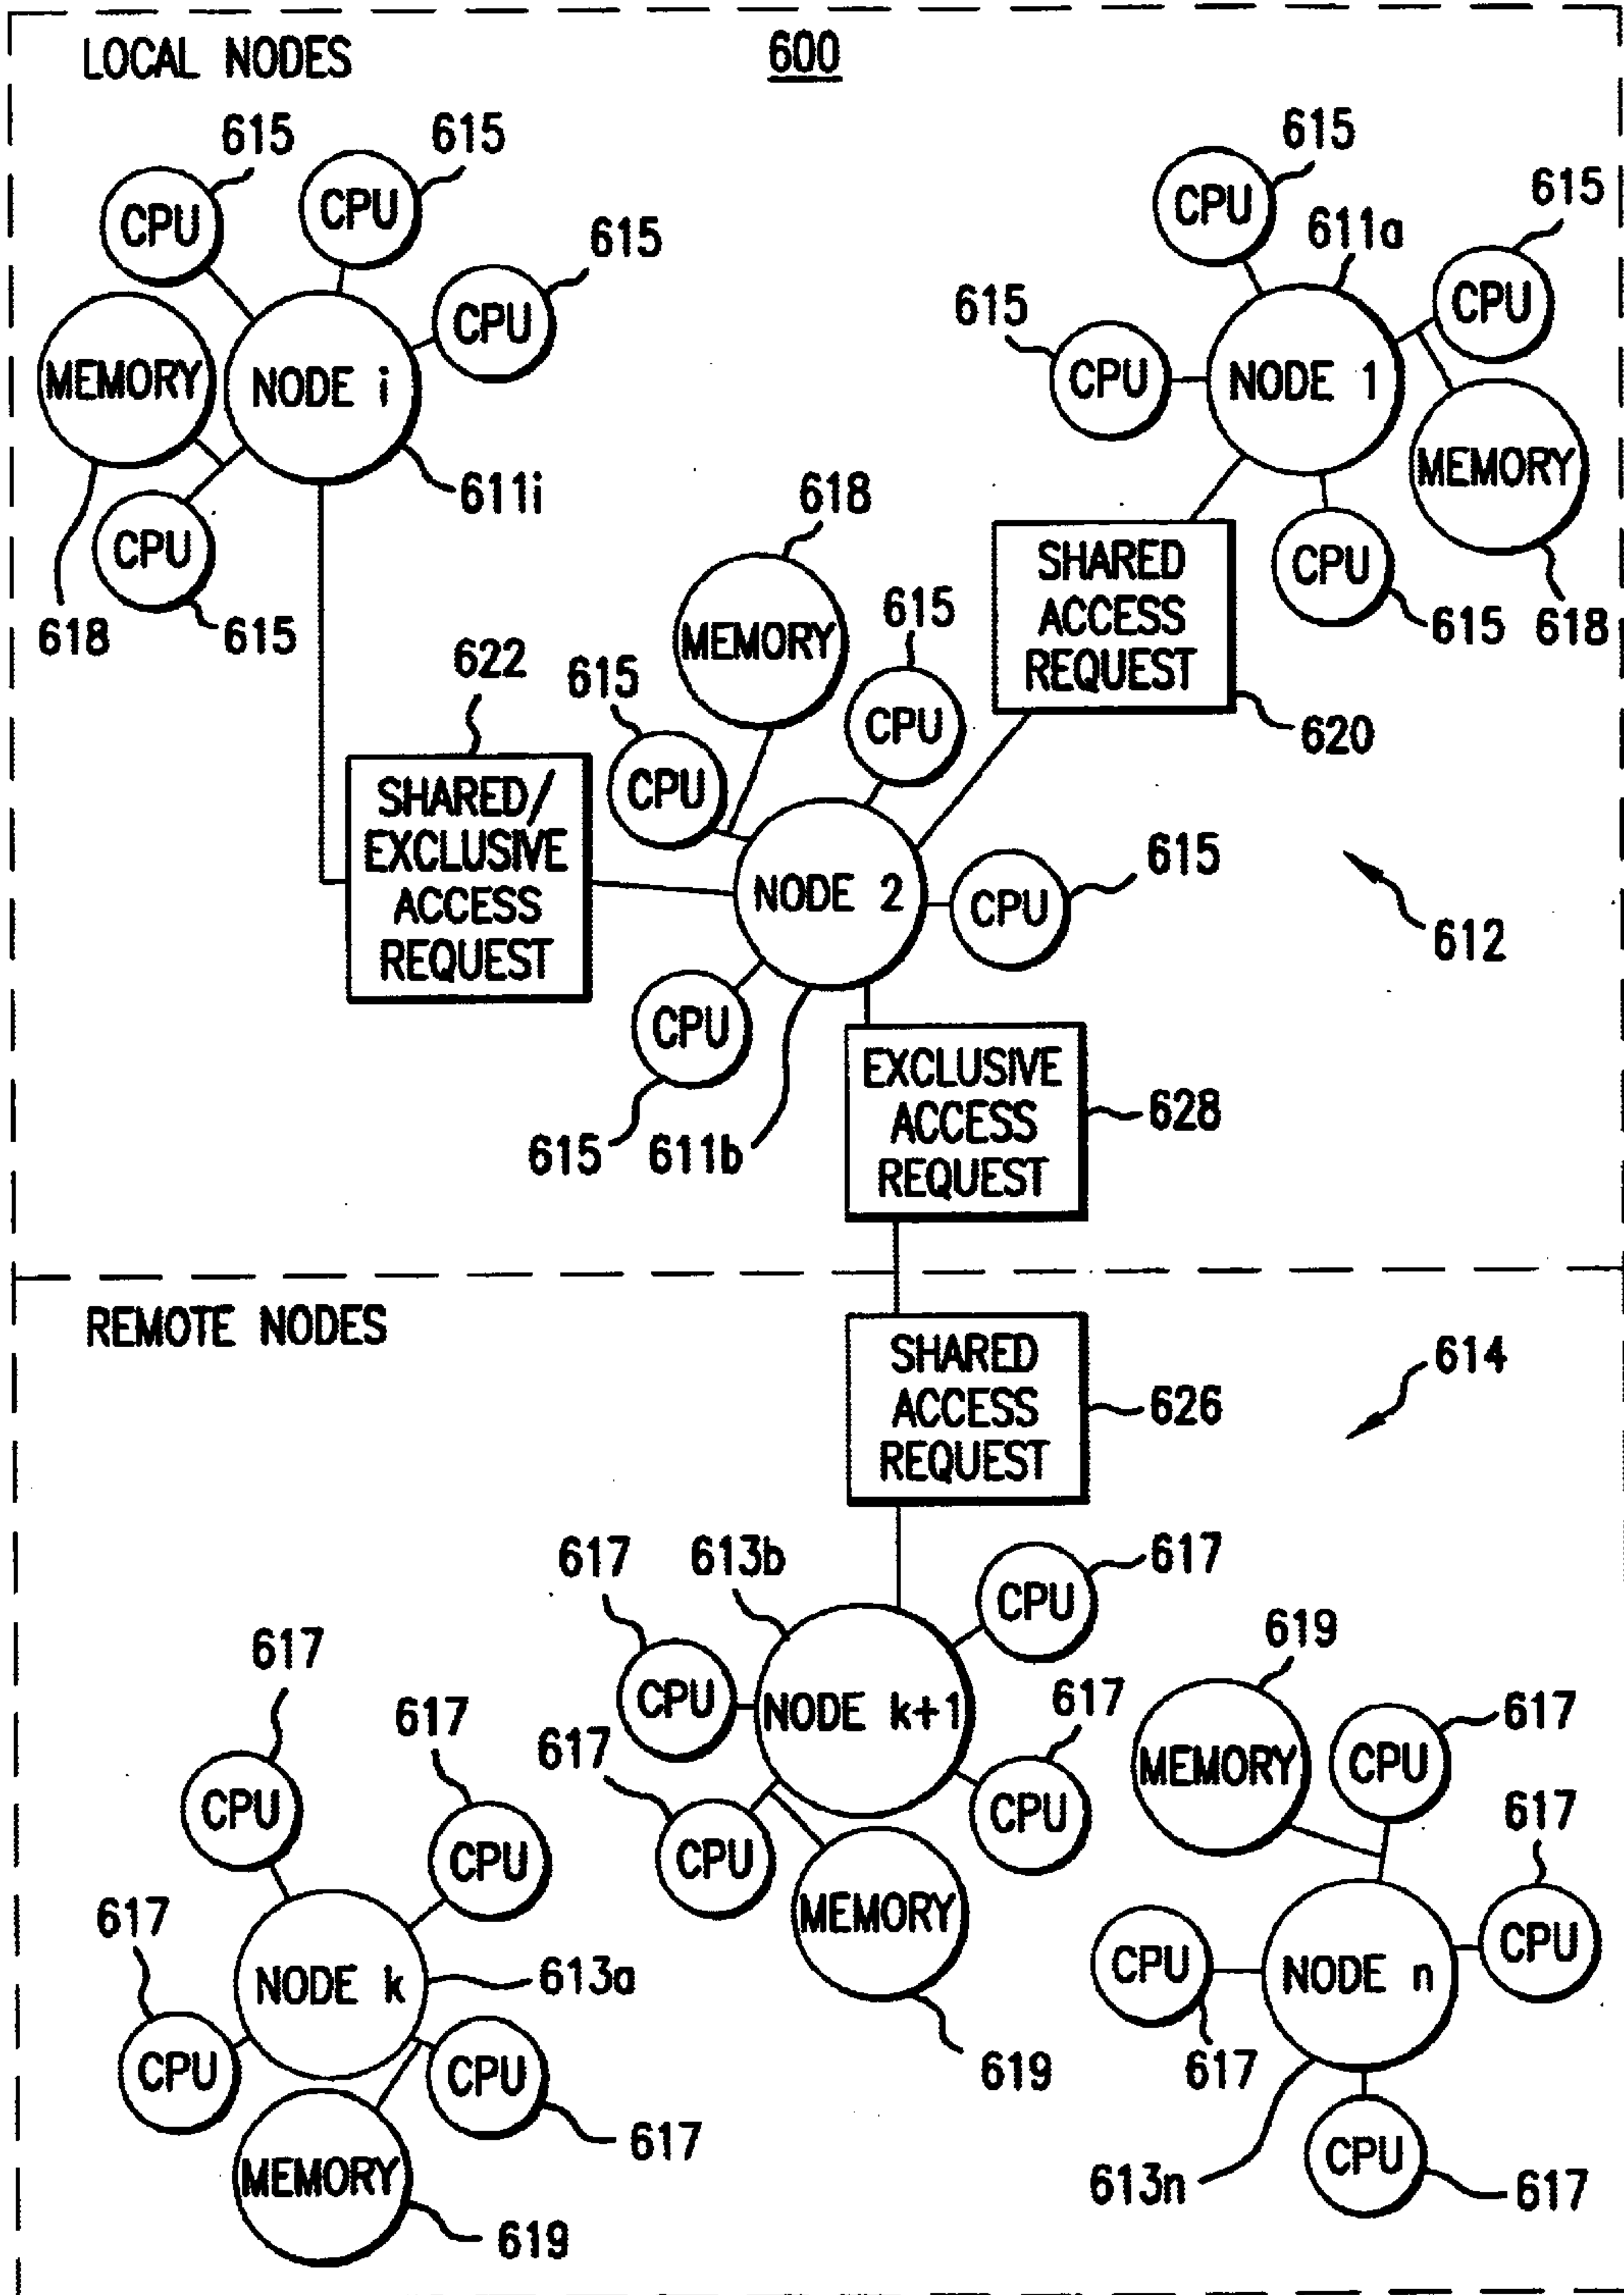 LOCAL NODES
600
615
615
615
615
CPU
CPU
CPU
611a
615
CPU
615
CPU
CPU
615
MEMORY
NODE i
CPU
NODE 1
MEMORY
611i
618
CPU
SHARED
ACCESS
REQUEST
CPU
618
615
622
615
MEMORY
615
615
618
CPU
620
SHARED/
EXCLUSIVE
ACCESS
REQUEST
CPU
NODE 2
CPU
615
612
CPU
EXCLUSIVE
ACCESS
REQUEST
628
615
611b
REMOTE NODES
SHARED
ACCESS
REQUEST
626
614
617
613b
617
CPU
619
617
617
CPU
NODE k+1
617
617
617
MEMORY
CPU
617
CPU
CPU
CPU
CPU
617
MEMORY
CPU
NODE k
613a
CPU
NODE n
CPU
CPU
617
619
617
CPU
613n
MEMORY
617
CPU
617
619